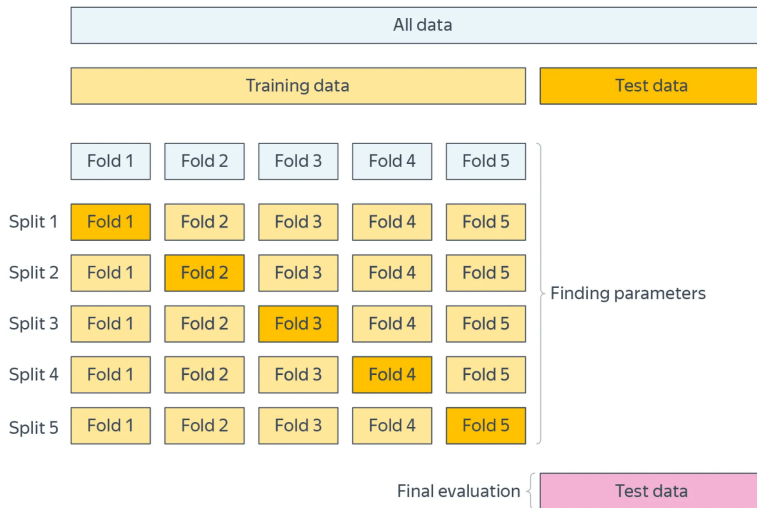 All data
Training data Test data
Fold 1 Fold 2 Fold 3 Fold 4 Fold 5
Split 1 Fold 1 Fold 2 Fold 3 Fold 4 Fold 5
Split 2 Fold 1 Fold 2 Fold 3 Fold 4 Fold 5
Finding parameters
Split 3 Fold 1 Fold 2 Fold 3 Fold 4 Fold 5
Split 4 Fold 1 Fold 2 Fold 3 Fold 4 Fold 5
Split 5 Fold 1 Fold 2 Fold 3 Fold 4 Fold 5
Final evaluation Test data